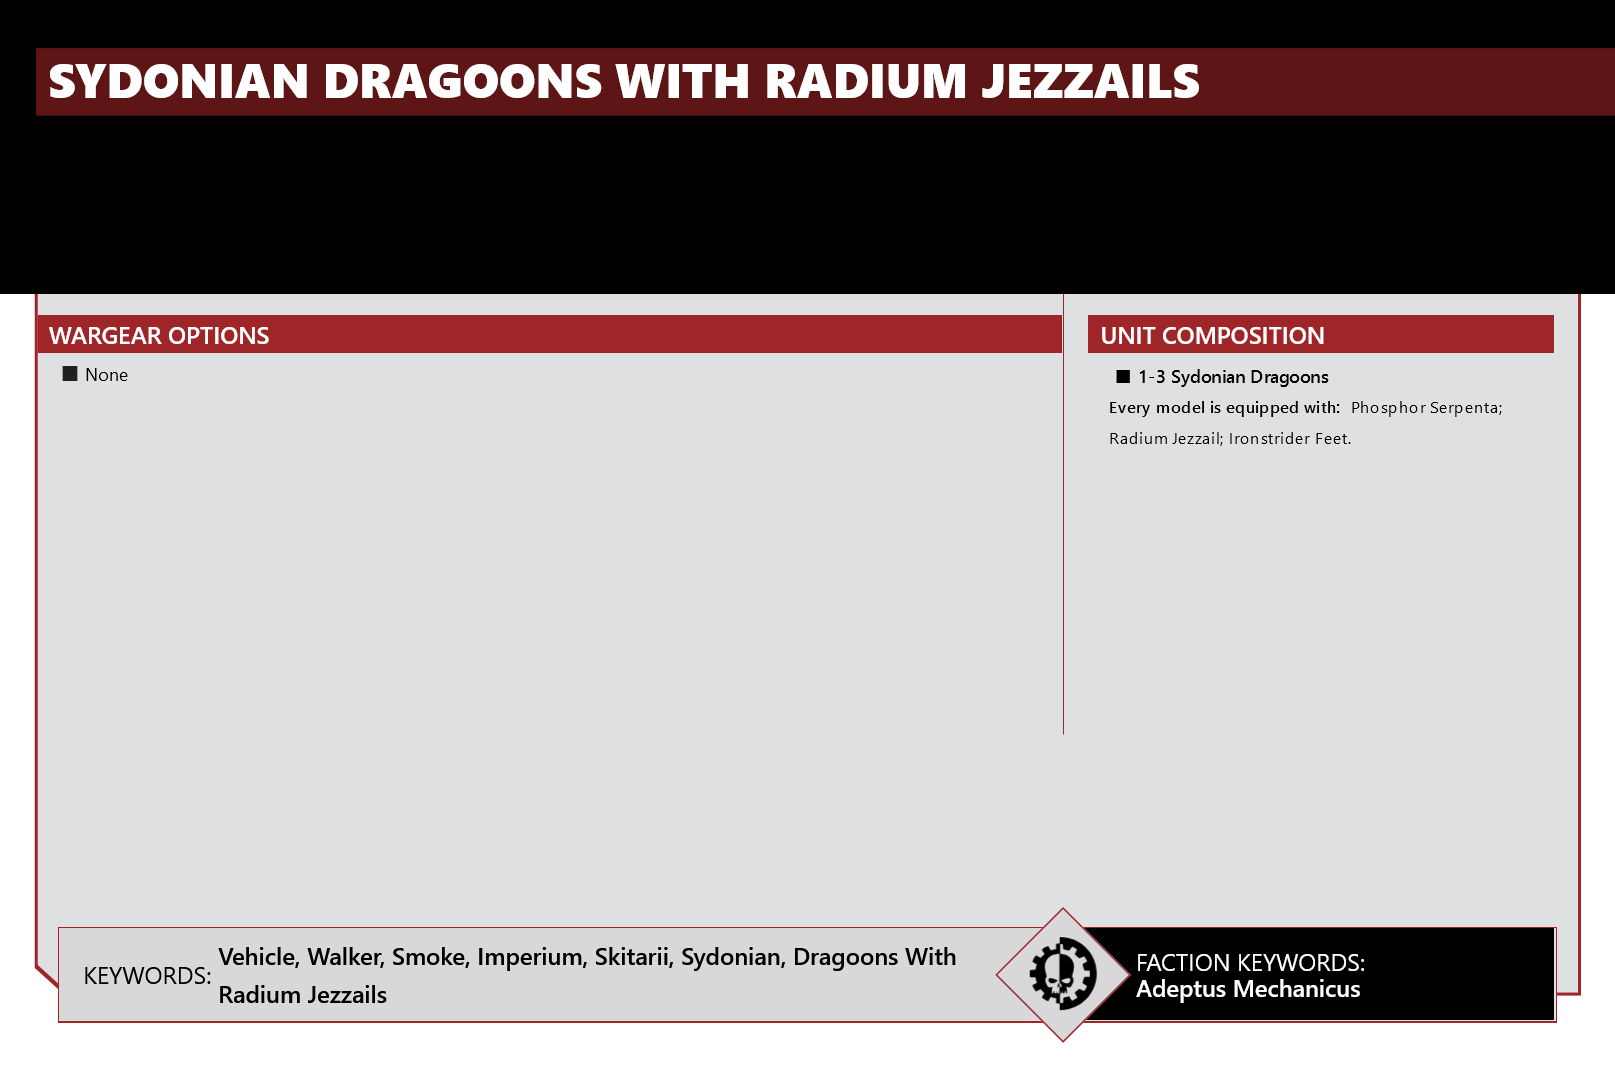 SYDONIAN DRAGOONS WITH RADIUM JEZZAILS
WARGEAR OPTIONS
■ None
UNIT COMPOSITION
■ 1-3 Sydonian Dragoons
Every model is equipped with: Phosphor Serpenta;
Radium Jezzail; Ironstrider Feet.
KEYWORDS:
Vehicle, Walker, Smoke, Imperium, Skitarii, Sydonian, Dragoons With
Radium Jezzails
FACTION KEYWORDS:
Adeptus Mechanicus